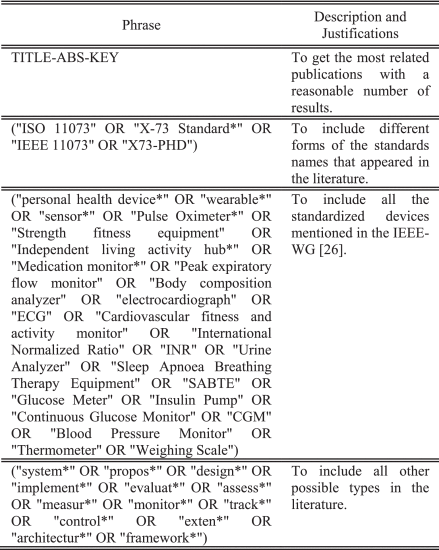 Phrase
Description and
Justifications
TITLE-ABS-KEY
To get the most related
publications with a
reasonable number of
results.
("ISO 11073" OR "X-73 Standard*" OR
"IEEE 11073" OR "X73-PHD")
To include different
forms of the standards
names that appeared in
the literature.
("personal health device*" OR "wearable*"
OR "sensor*" OR "Pulse Oximeter*" OR
"Strength fitness equipment" OR
"Independent living activity hub*" OR
"Medication monitor*" OR "Peak expiratory
flow monitor" OR "Body composition
analyzer" OR "electrocardiograph" OR
"ECG" OR "Cardiovascular fitness and
activity monitor" OR "International
Normalized Ratio" OR "INR" OR "Urine
Analyzer" OR "Sleep Apnoea Breathing
Therapy Equipment" OR "SABTE" OR
"Glucose Meter" OR "Insulin Pump" OR
"Continuous Glucose Monitor" OR "CGM"
OR "Blood Pressure Monitor" OR
"Thermometer" OR "Weighing Scale")
To include all the
standardized devices
mentioned in the IEEE-
WG [26].
("system*" OR "propos*" OR "design*" OR
"implement*" OR "evaluat*" OR "assess*"
OR "measur*" OR "monitor*" OR "track*"
OR "control*" OR "exten*" OR
"architectur*" OR "framework*")
To include all other
possible types in the
literature.